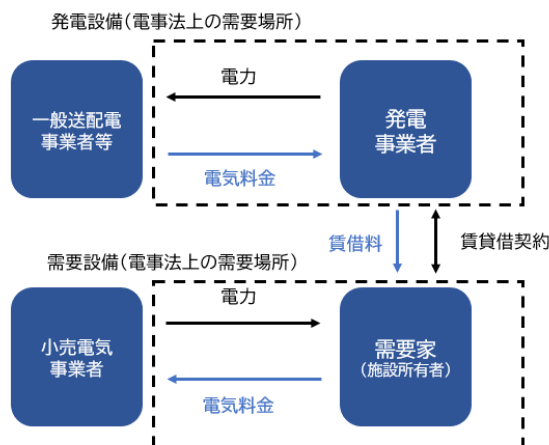 発電設備（電事法上の需要場所）
一般送配電
事業者等
電力
電気料金
発電
事業者
賃借料
賃貸借契約
需要設備（電事法上の需要場所）
小売電気
事業者
電力
電気料金
需要家
（施設所有者）